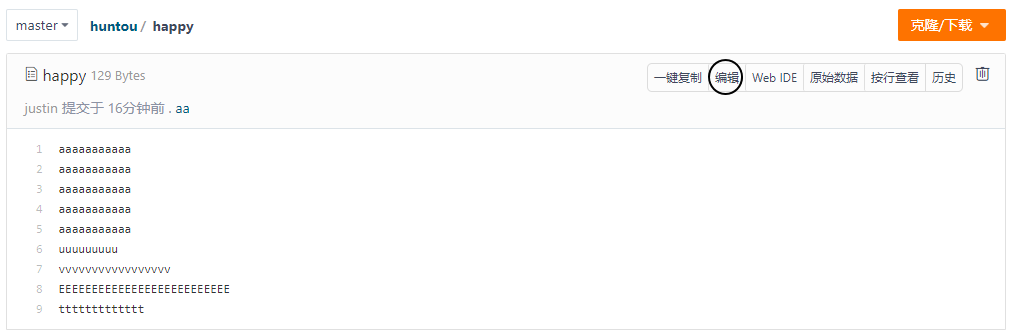 master
huntou / happy
克隆/下载
happy 129 Bytes
一键复制 编辑 Web IDE 原始数据 按行查看 历史
justin 提交于 16分钟前 . aa
1 aaaaaaaaaaa
2 aaaaaaaaaaa
3 aaaaaaaaaaa
4 aaaaaaaaaaa
5 aaaaaaaaaaa
6 uuuuuuuuu
7 vvvvvvvvvvvvvvvvv
8 EEEEEEEEEEEEEEEEEEEEEEEEEE
9 ttttttttttttt